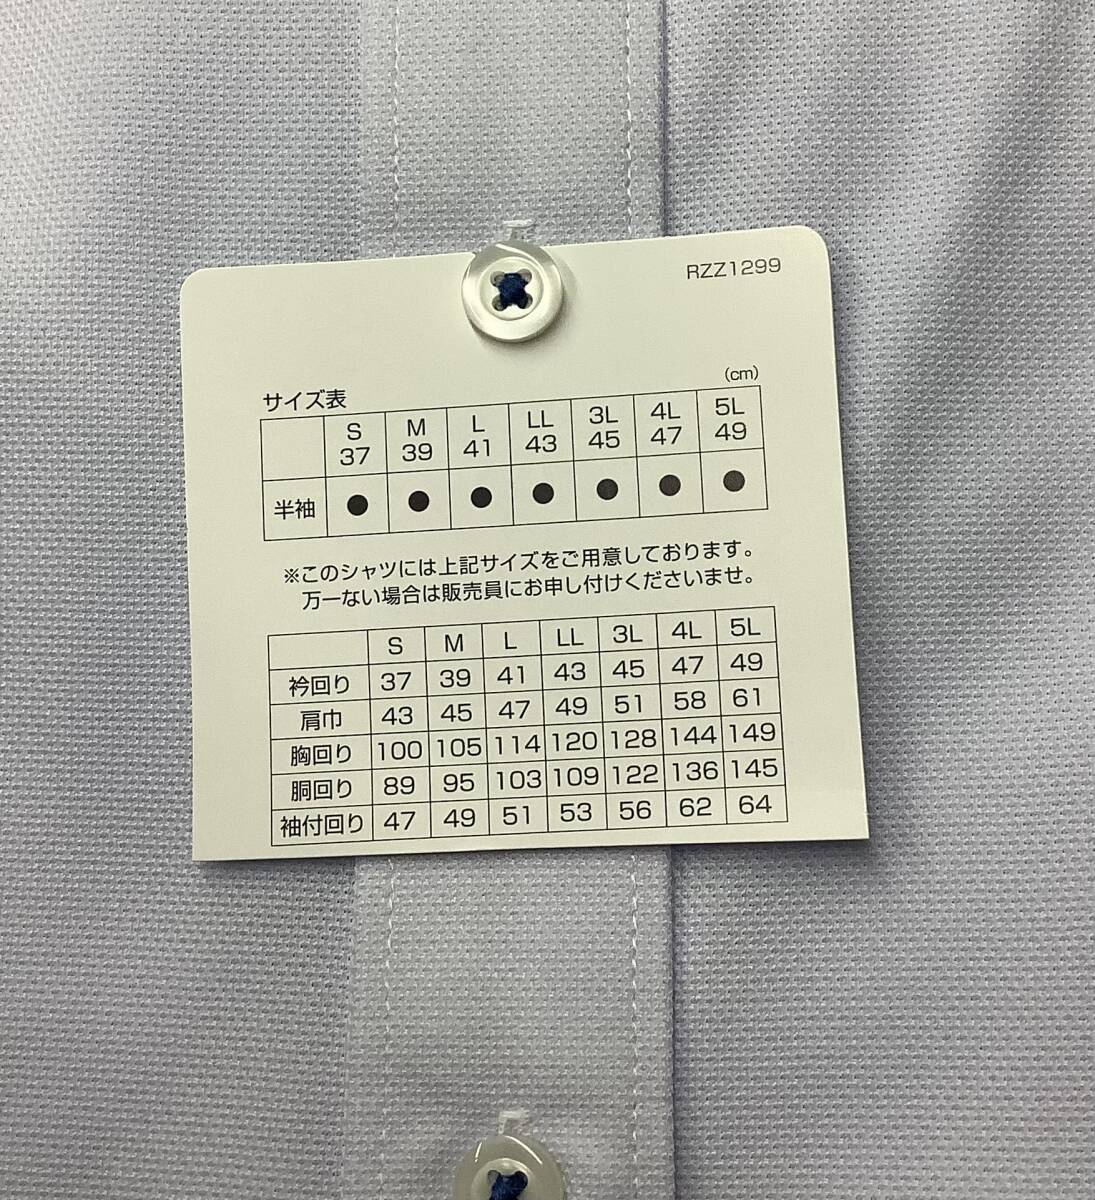 RZZ1299
サイズ表 (cm)
S M L LL 3L 4L 5L
37 39 41 43 45 47 49
半袖 ● ● ● ● ● ● ●
※このシャツには上記サイズをご用意しております。
万一ない場合は販売員にお申し付けくださいませ。
S M L LL 3L 4L 5L
衿回り 37 39 41 43 45 47 49
肩巾 43 45 47 49 51 58 61
胸回り 100 105 114 120 128 144 149
胴回り 89 95 103 109 122 136 145
袖付回り 47 49 51 53 56 62 64